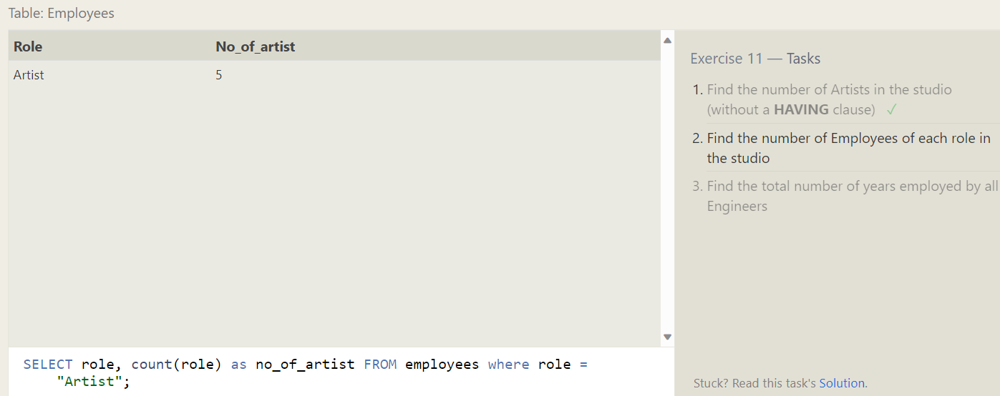 Table: Employees
Role No_of_artist
Artist 5
SELECT role, count(role) as no_of_artist FROM employees where role =
"Artist";
Exercise 11 — Tasks
1. Find the number of Artists in the studio
(without a HAVING clause) ✓
2. Find the number of Employees of each role in
the studio
3. Find the total number of years employed by all
Engineers
Stuck? Read this task's Solution.